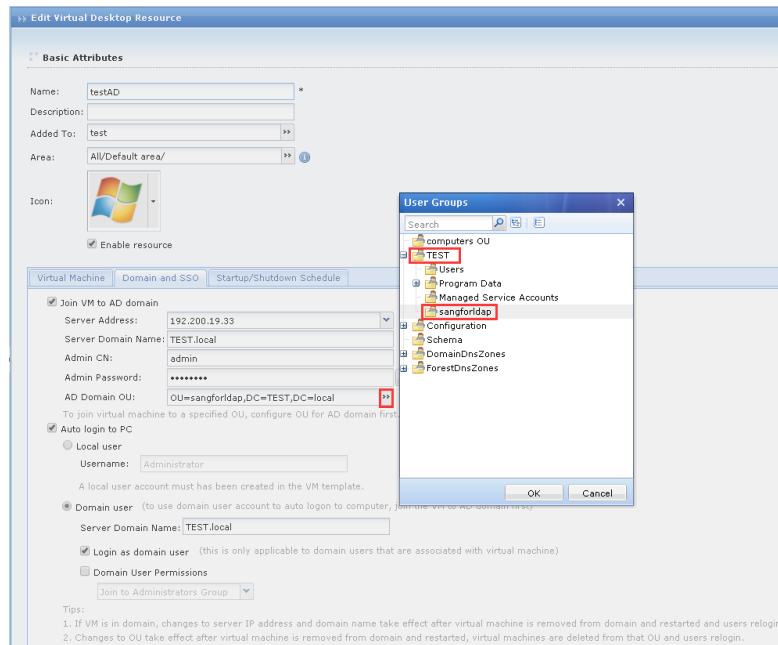 Edit Virtual Desktop Resource
Basic Attributes
Name: testAD *
Description:
Added To: test
Area: All/Default area/
Icon:
Enable resource
Virtual Machine Domain and SSO Startup/Shutdown Schedule
Join VM to AD domain
Server Address: 192.200.19.33
Server Domain Name: TEST.local
Admin CN: admin
Admin Password: ••••••••
AD Domain OU: OU=sangforldap,DC=TEST,DC=local
To join virtual machine to a specified OU, configure OU for AD domain first.
Auto login to PC
Local user
Username: Administrator
A local user account must has been created in the VM template.
Domain user (to use domain user account to auto logon to computer, join the VM to AD domain first)
Server Domain Name: TEST.local
Login as domain user (this is only applicable to domain users that are associated with virtual machine)
Domain User Permissions
Join to Administrators Group
Tips:
1. If VM is in domain, changes to server IP address and domain name take effect after virtual machine is removed from domain and restarted and users relogin
2. Changes to OU take effect after virtual machine is removed from domain and restarted, virtual machines are deleted from that OU and users relogin.
User Groups
Search
computers OU
TEST
Users
Program Data
Managed Service Accounts
sangforldap
Configuration
Schema
DomainDnsZones
ForestDnsZones
OK Cancel